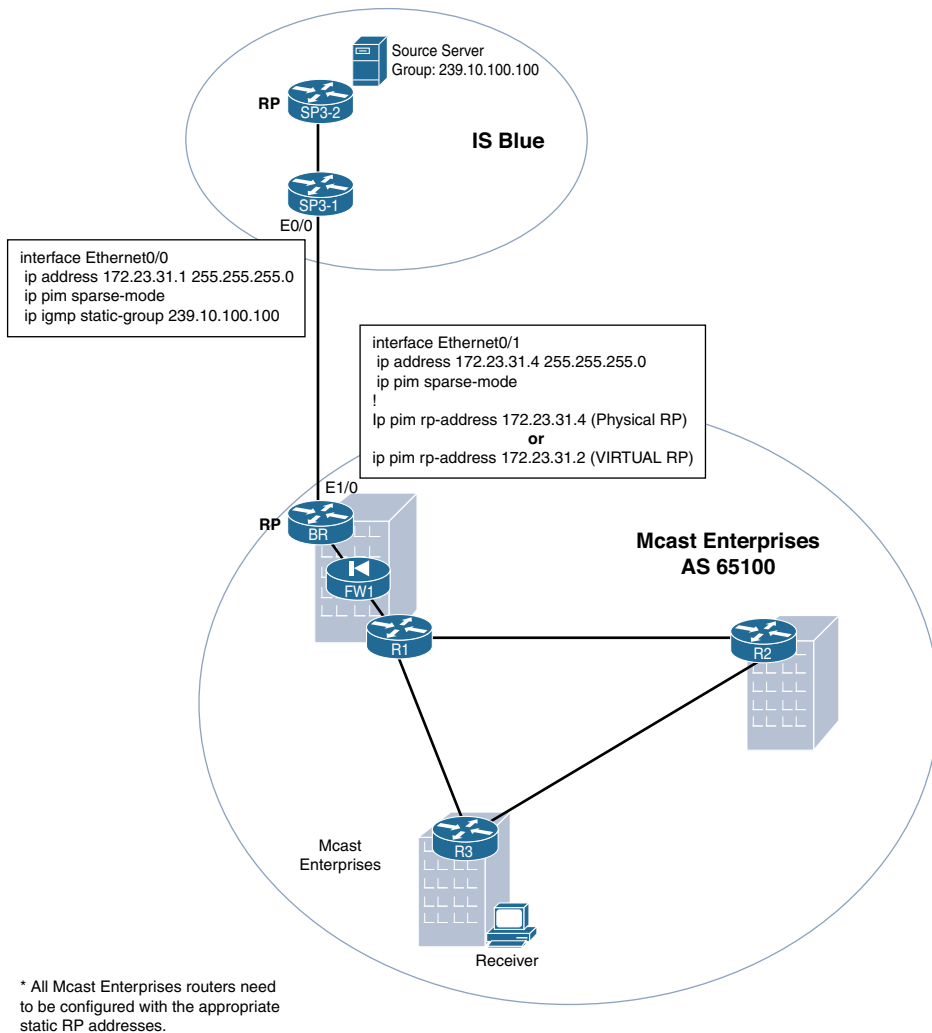 Source Server
Group: 239.10.100.100
RP
SP3-2
IS Blue
SP3-1
E0/0
interface Ethernet0/0
ip address 172.23.31.1 255.255.255.0
ip pim sparse-mode
ip igmp static-group 239.10.100.100
interface Ethernet0/1
ip address 172.23.31.4 255.255.255.0
ip pim sparse-mode
!
Ip pim rp-address 172.23.31.4 (Physical RP)
or
ip pim rp-address 172.23.31.2 (VIRTUAL RP)
E1/0
RP
BR
Mcast Enterprises
AS 65100
FW1
R1
R2
R3
Mcast
Enterprises
Receiver
* All Mcast Enterprises routers need
to be configured with the appropriate
static RP addresses.